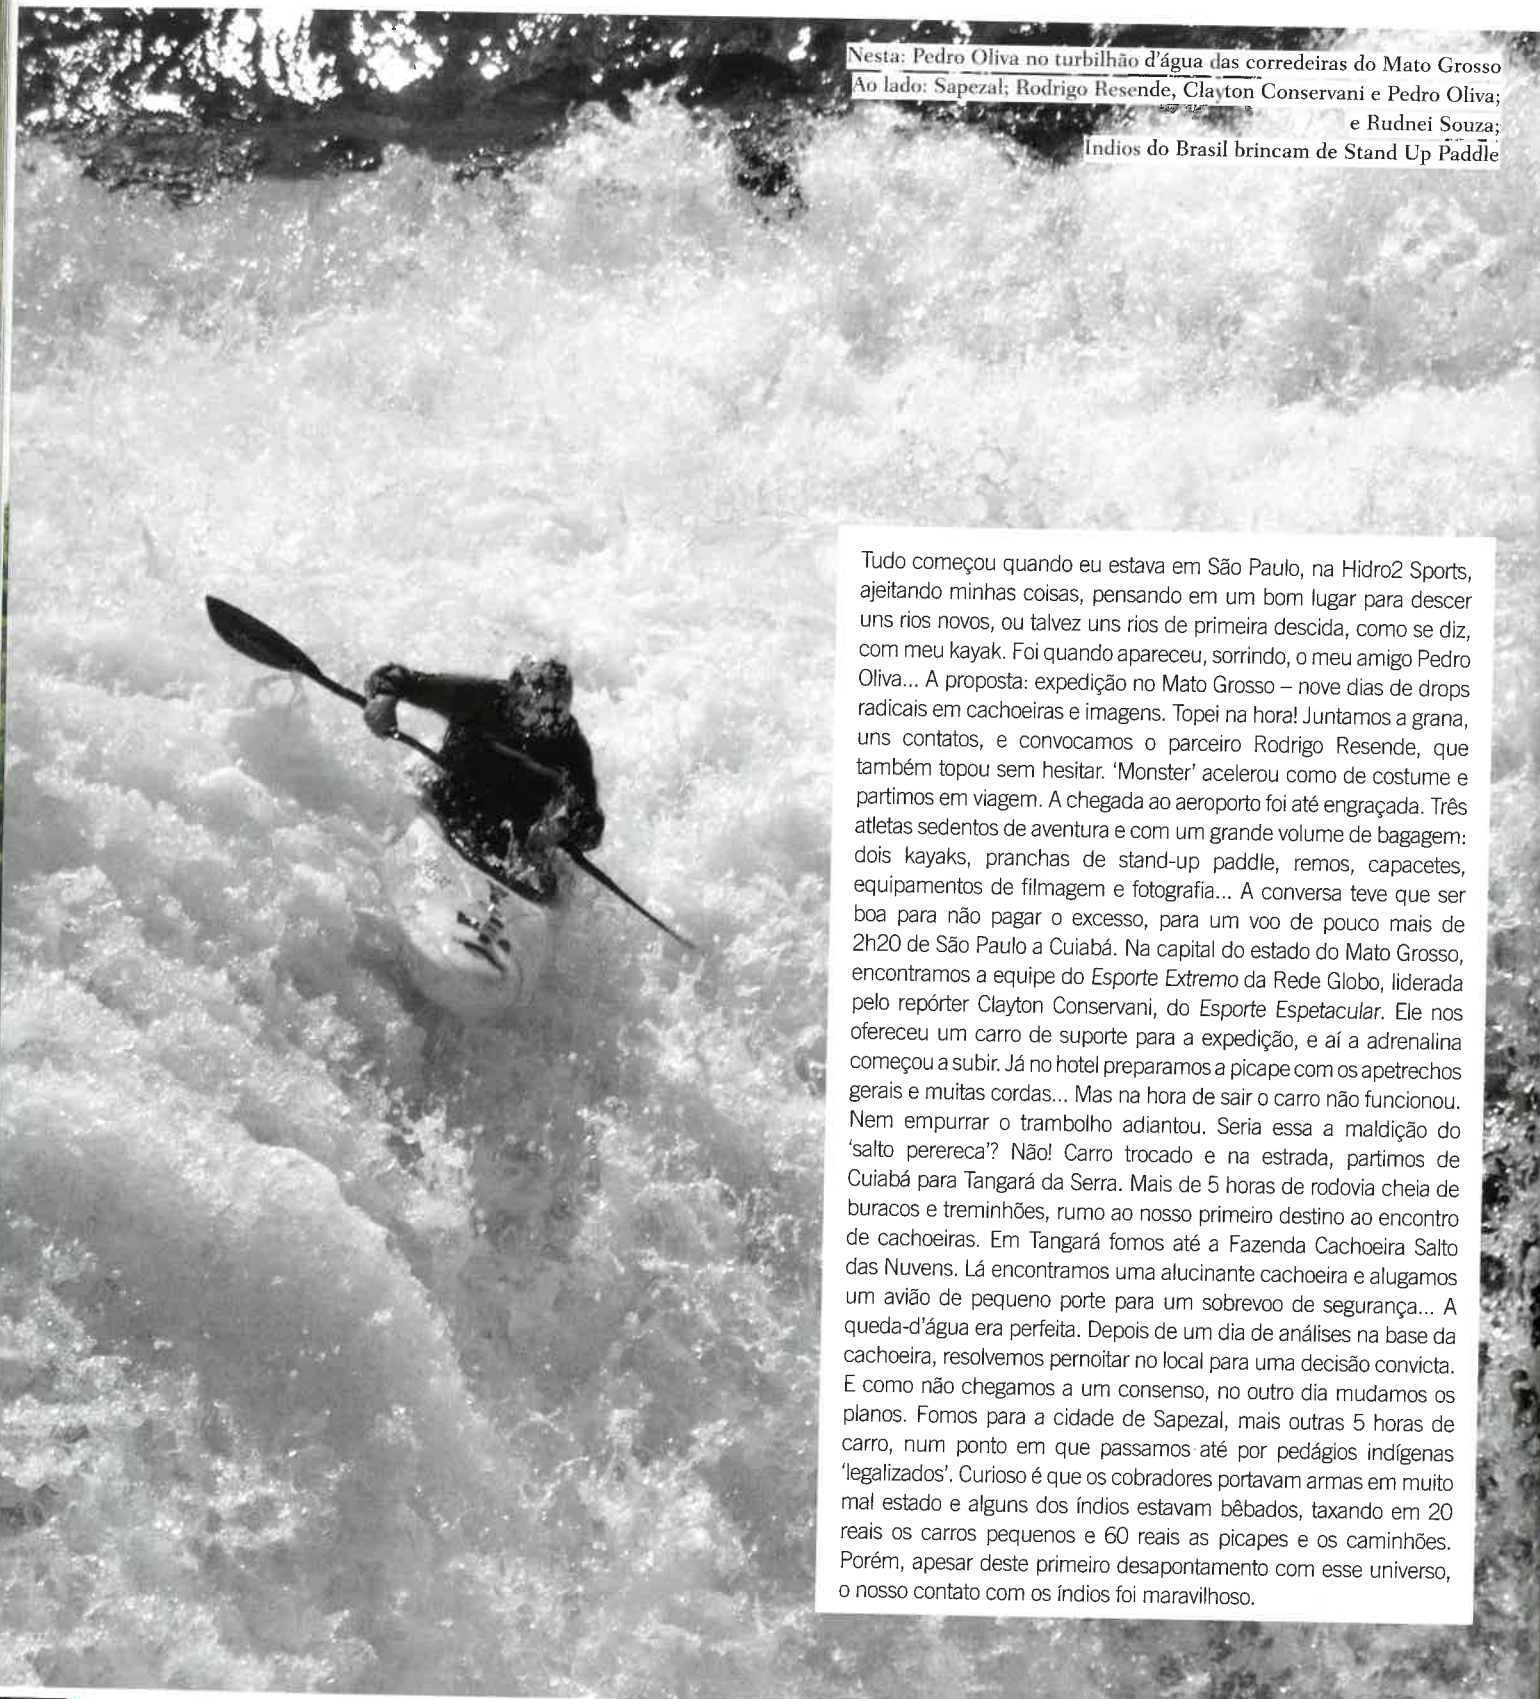 Nesta: Pedro Oliva no turbilhão d'água das corredeiras do Mato Grosso
Ao lado: Sapezal; Rodrigo Resende, Clayton Conservani e Pedro Oliva;
e Rudnei Souza;
Índios do Brasil brincam de Stand Up Paddle
Tudo começou quando eu estava em São Paulo, na Hidro2 Sports,
ajeitando minhas coisas, pensando em um bom lugar para descer
uns rios novos, ou talvez uns rios de primeira descida, como se diz,
com meu kayak. Foi quando apareceu, sorrindo, o meu amigo Pedro
Oliva... A proposta: expedição no Mato Grosso – nove dias de drops
radicais em cachoeiras e imagens. Topei na hora! Juntamos a grana,
uns contatos, e convocamos o parceiro Rodrigo Resende, que
também topou sem hesitar. 'Monster' acelerou como de costume e
partimos em viagem. A chegada ao aeroporto foi até engraçada. Três
atletas sedentos de aventura e com um grande volume de bagagem:
dois kayaks, pranchas de stand-up paddle, remos, capacetes,
equipamentos de filmagem e fotografia... A conversa teve que ser
boa para não pagar o excesso, para um voo de pouco mais de
2h20 de São Paulo a Cuiabá. Na capital do estado do Mato Grosso,
encontramos a equipe do Esporte Extremo da Rede Globo, liderada
pelo repórter Clayton Conservani, do Esporte Espetacular. Ele nos
ofereceu um carro de suporte para a expedição, e aí a adrenalina
começou a subir. Já no hotel preparamos a picape com os apetrechos
gerais e muitas cordas... Mas na hora de sair o carro não funcionou.
Nem empurrar o trambolho adiantou. Seria essa a maldição do
'salto perereca'? Não! Carro trocado e na estrada, partimos de
Cuiabá para Tangará da Serra. Mais de 5 horas de rodovia cheia de
buracos e treminhões, rumo ao nosso primeiro destino ao encontro
de cachoeiras. Em Tangará fomos até a Fazenda Cachoeira Salto
das Nuvens. Lá encontramos uma alucinante cachoeira e alugamos
um avião de pequeno porte para um sobrevoo de segurança... A
queda-d'água era perfeita. Depois de um dia de análises na base da
cachoeira, resolvemos pernoitar no local para uma decisão convicta.
E como não chegamos a um consenso, no outro dia mudamos os
planos. Fomos para a cidade de Sapezal, mais outras 5 horas de
carro, num ponto em que passamos até por pedágios indígenas
'legalizados'. Curioso é que os cobradores portavam armas em muito
mal estado e alguns dos índios estavam bêbados, taxando em 20
reais os carros pequenos e 60 reais as picapes e os caminhões.
Porém, apesar deste primeiro desapontamento com esse universo,
o nosso contato com os índios foi maravilhoso.